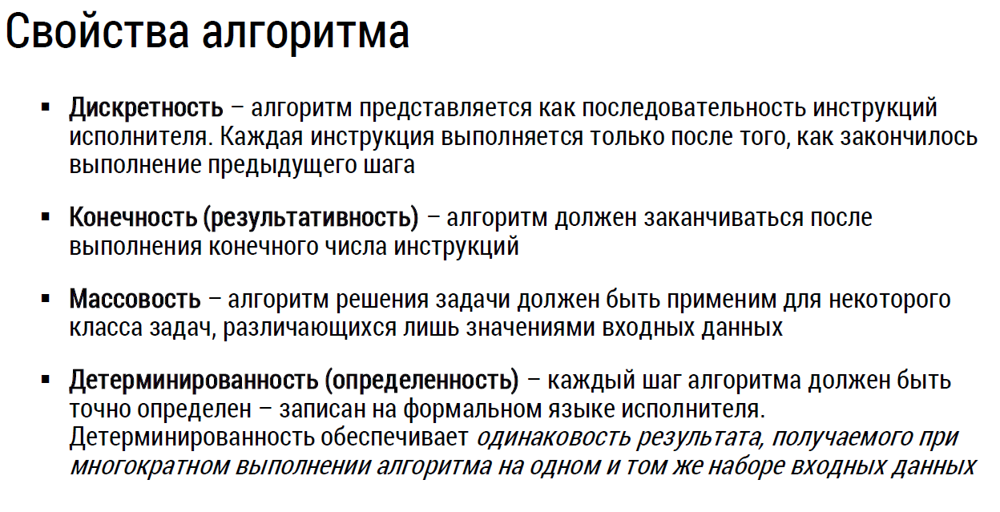 Свойства алгоритма
▪ Дискретность – алгоритм представляется как последовательность инструкций
исполнителя. Каждая инструкция выполняется только после того, как закончилось
выполнение предыдущего шага
▪ Конечность (результативность) – алгоритм должен заканчиваться после
выполнения конечного числа инструкций
▪ Массовость – алгоритм решения задачи должен быть применим для некоторого
класса задач, различающихся лишь значениями входных данных
▪ Детерминированность (определенность) – каждый шаг алгоритма должен быть
точно определен – записан на формальном языке исполнителя.
Детерминированность обеспечивает одинаковость результата, получаемого при
многократном выполнении алгоритма на одном и том же наборе входных данных